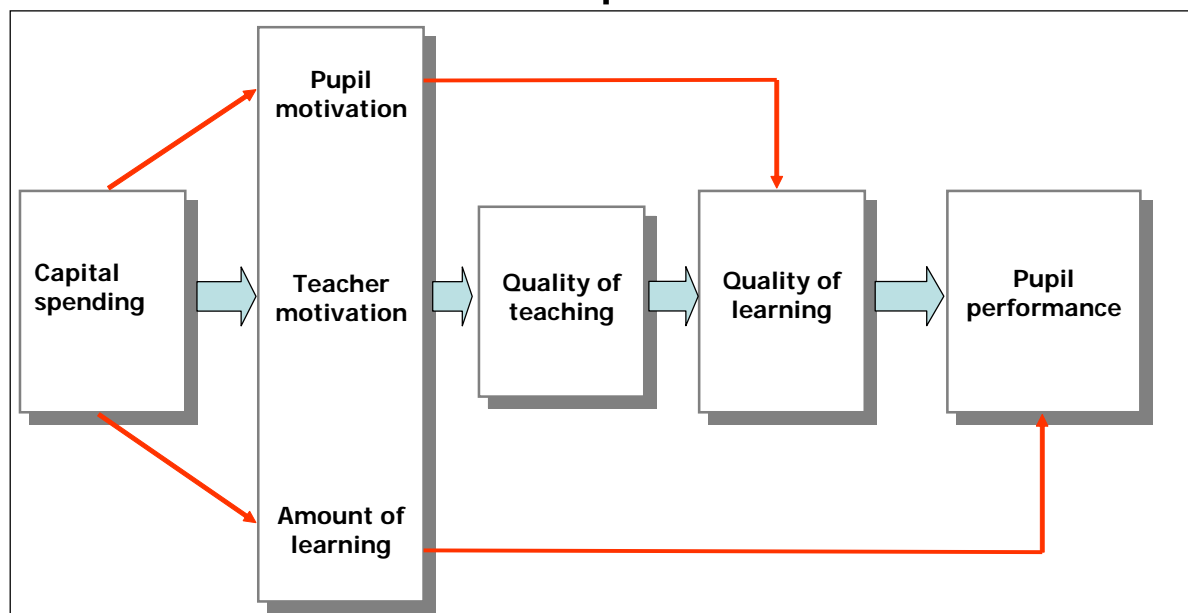 Pupil
motivation
Capital
spending
Teacher
motivation
Quality of
teaching
Quality of
learning
Pupil
performance
Amount of
learning